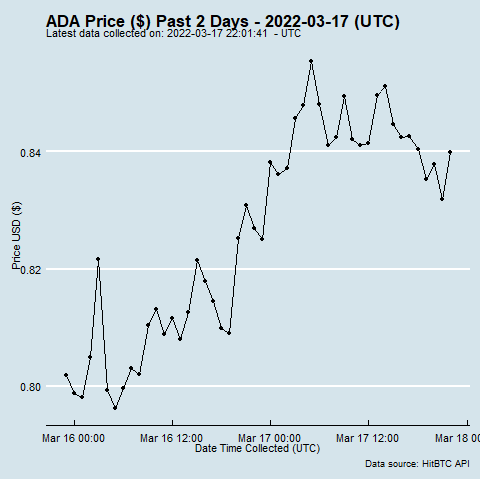 ADA Price ($) Past 2 Days - 2022-03-17 (UTC)
Latest data collected on: 2022-03-17 22:01:41 - UTC
0.84
0.82
0.80
Price USD ($)
Mar 16 00:00 Mar 16 12:00 Mar 17 00:00 Mar 17 12:00 Mar 18 00
Date Time Collected (UTC)
Data source: HitBTC API